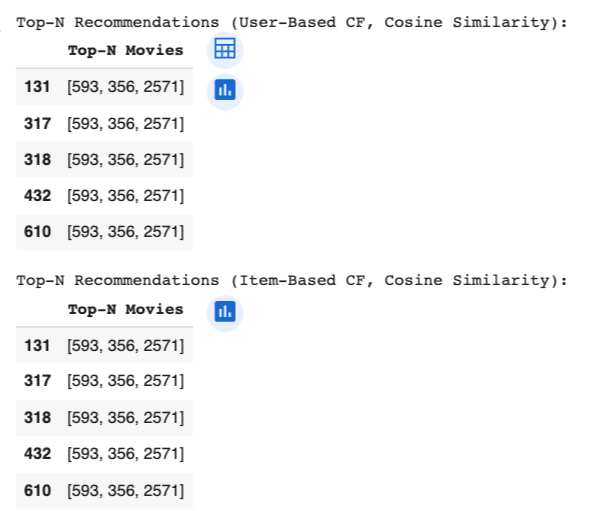 Top-N Recommendations (User-Based CF, Cosine Similarity):
Top-N Movies
131 [593, 356, 2571]
317 [593, 356, 2571]
318 [593, 356, 2571]
432 [593, 356, 2571]
610 [593, 356, 2571]
Top-N Recommendations (Item-Based CF, Cosine Similarity):
Top-N Movies
131 [593, 356, 2571]
317 [593, 356, 2571]
318 [593, 356, 2571]
432 [593, 356, 2571]
610 [593, 356, 2571]